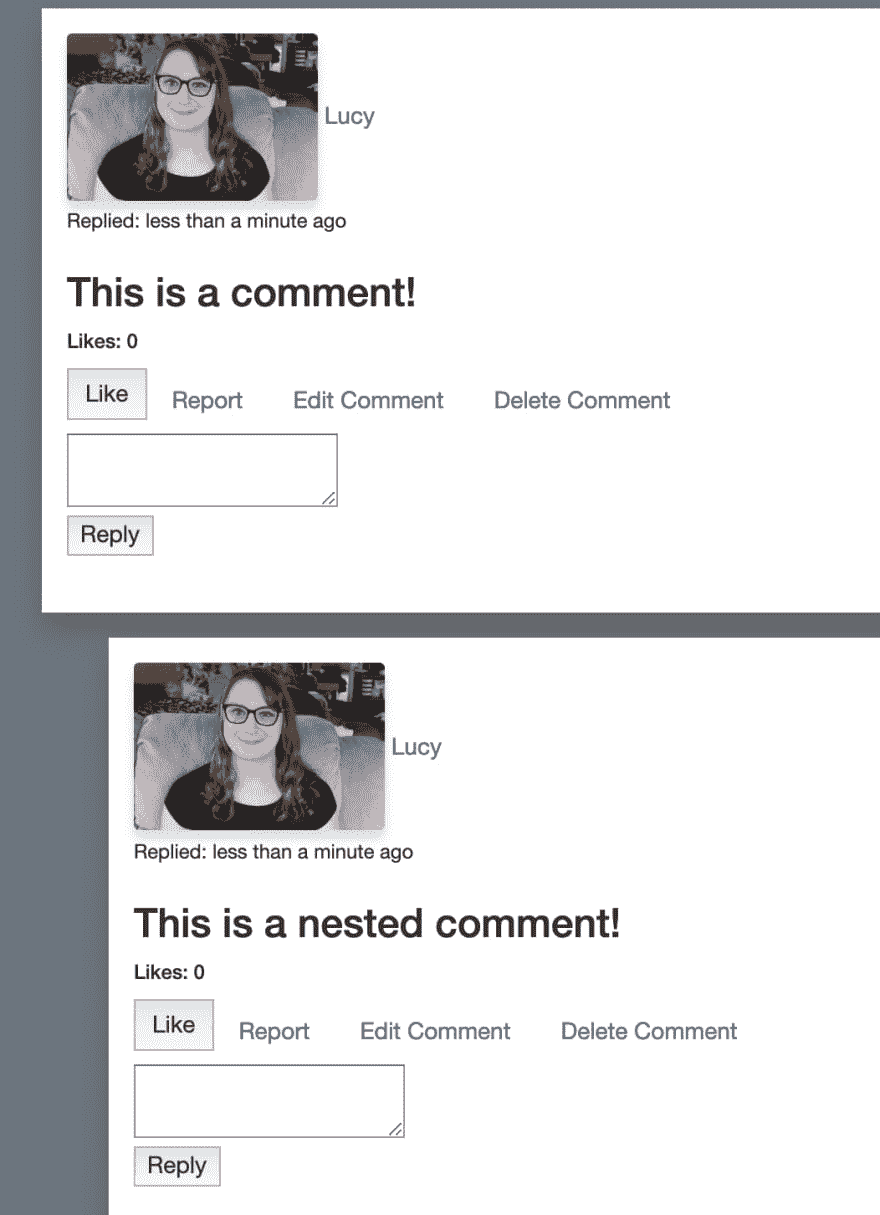 Lucy
Replied: less than a minute ago
This is a comment!
Likes: 0
Like Report Edit Comment Delete Comment
Reply
Lucy
Replied: less than a minute ago
This is a nested comment!
Likes: 0
Like Report Edit Comment Delete Comment
Reply